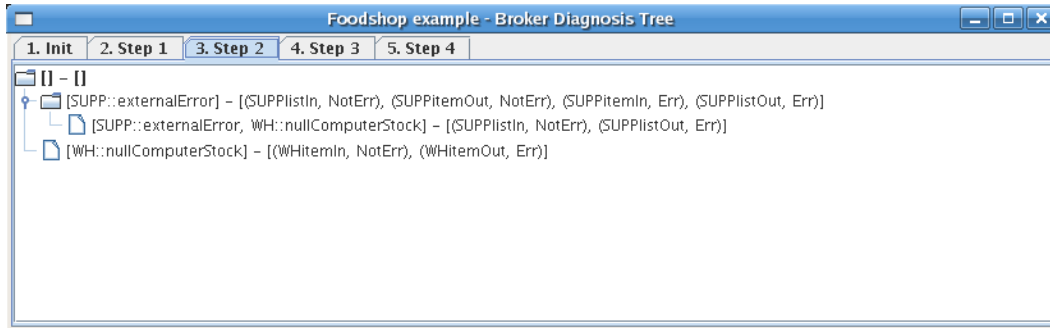 Foodshop example - Broker Diagnosis Tree
1. Init 2. Step 1 3. Step 2 4. Step 3 5. Step 4
[] - []
[SUPP::externalError] - [(SUPPlistIn, NotErr), (SUPPitemOut, NotErr), (SUPPitemIn, Err), (SUPPlistOut, Err)]
[SUPP::externalError, WH::nullComputerStock] - [(SUPPlistIn, NotErr), (SUPPlistOut, Err)]
[WH::nullComputerStock] - [(WHitemIn, NotErr), (WHitemOut, Err)]